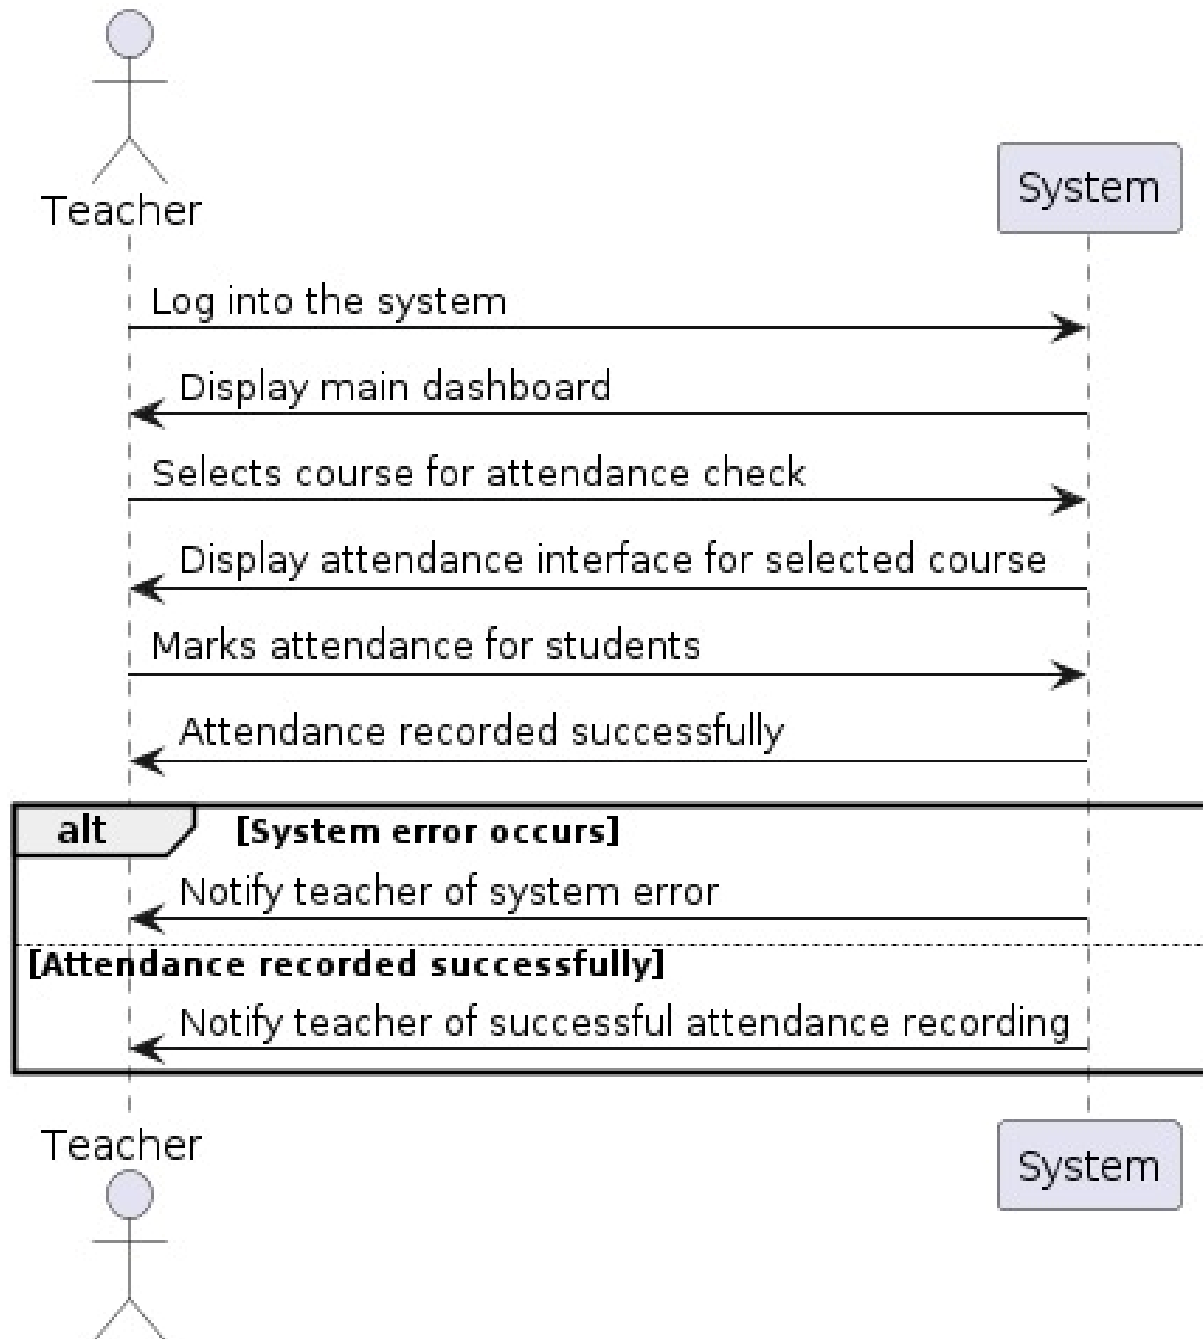 Teacher
System
Log into the system
Display main dashboard
Selects course for attendance check
Display attendance interface for selected course
Marks attendance for students
Attendance recorded successfully
alt [System error occurs]
Notify teacher of system error
[Attendance recorded successfully]
Notify teacher of successful attendance recording
Teacher
System